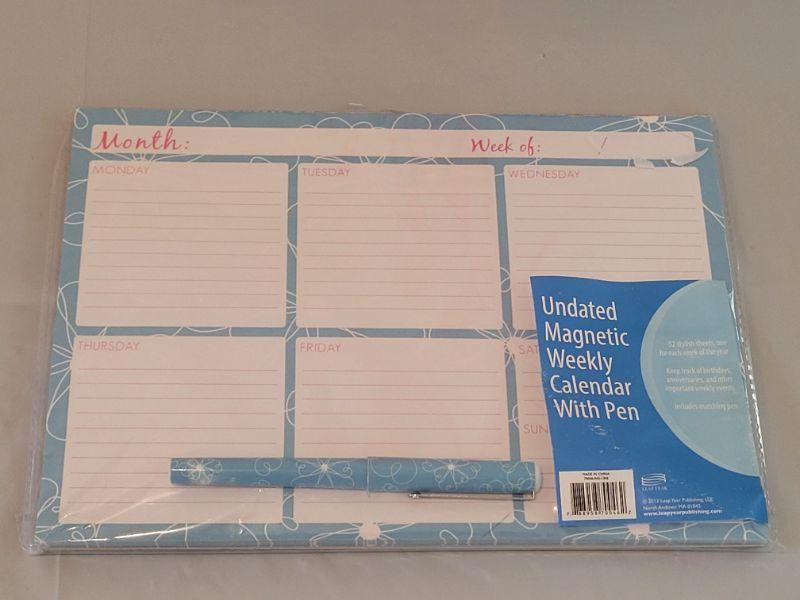 Month:
Week of: /
MONDAY
TUESDAY
WEDNESDAY
THURSDAY
FRIDAY
SAT
SUN
Undated
Magnetic
Weekly
Calendar
With Pen
52 stylish sheets, one
for each week of the year
Keep track of birthdays,
anniversaries, and other
important weekly events
Includes matching pen
MADE IN CHINA
LEAP YEAR
© 2013 Leap Year Publishing, LLC
North Andover, MA 01845
www.leapyearpublishing.com